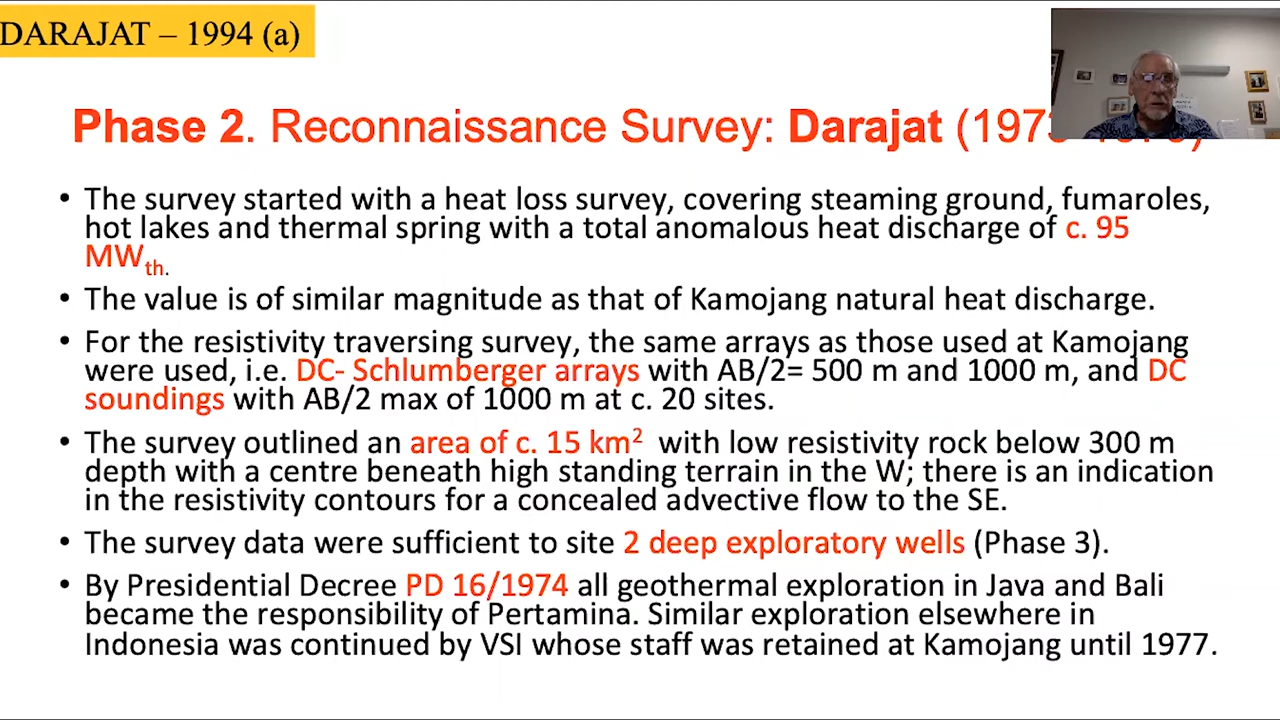 DARAJAT – 1994 (a)
Phase 2. Reconnaissance Survey: Darajat
• The survey started with a heat loss survey, covering steaming ground, fumaroles,
hot lakes and thermal spring with a total anomalous heat discharge of c. 95
MWth.
• The value is of similar magnitude as that of Kamojang natural heat discharge.
• For the resistivity traversing survey, the same arrays as those used at Kamojang
were used, i.e. DC- Schlumberger arrays with AB/2= 500 m and 1000 m, and DC
soundings with AB/2 max of 1000 m at c. 20 sites.
• The survey outlined an area of c. 15 km² with low resistivity rock below 300 m
depth with a centre beneath high standing terrain in the W; there is an indication
in the resistivity contours for a concealed advective flow to the SE.
• The survey data were sufficient to site 2 deep exploratory wells (Phase 3).
• By Presidential Decree PD 16/1974 all geothermal exploration in Java and Bali
became the responsibility of Pertamina. Similar exploration elsewhere in
Indonesia was continued by VSI whose staff was retained at Kamojang until 1977.